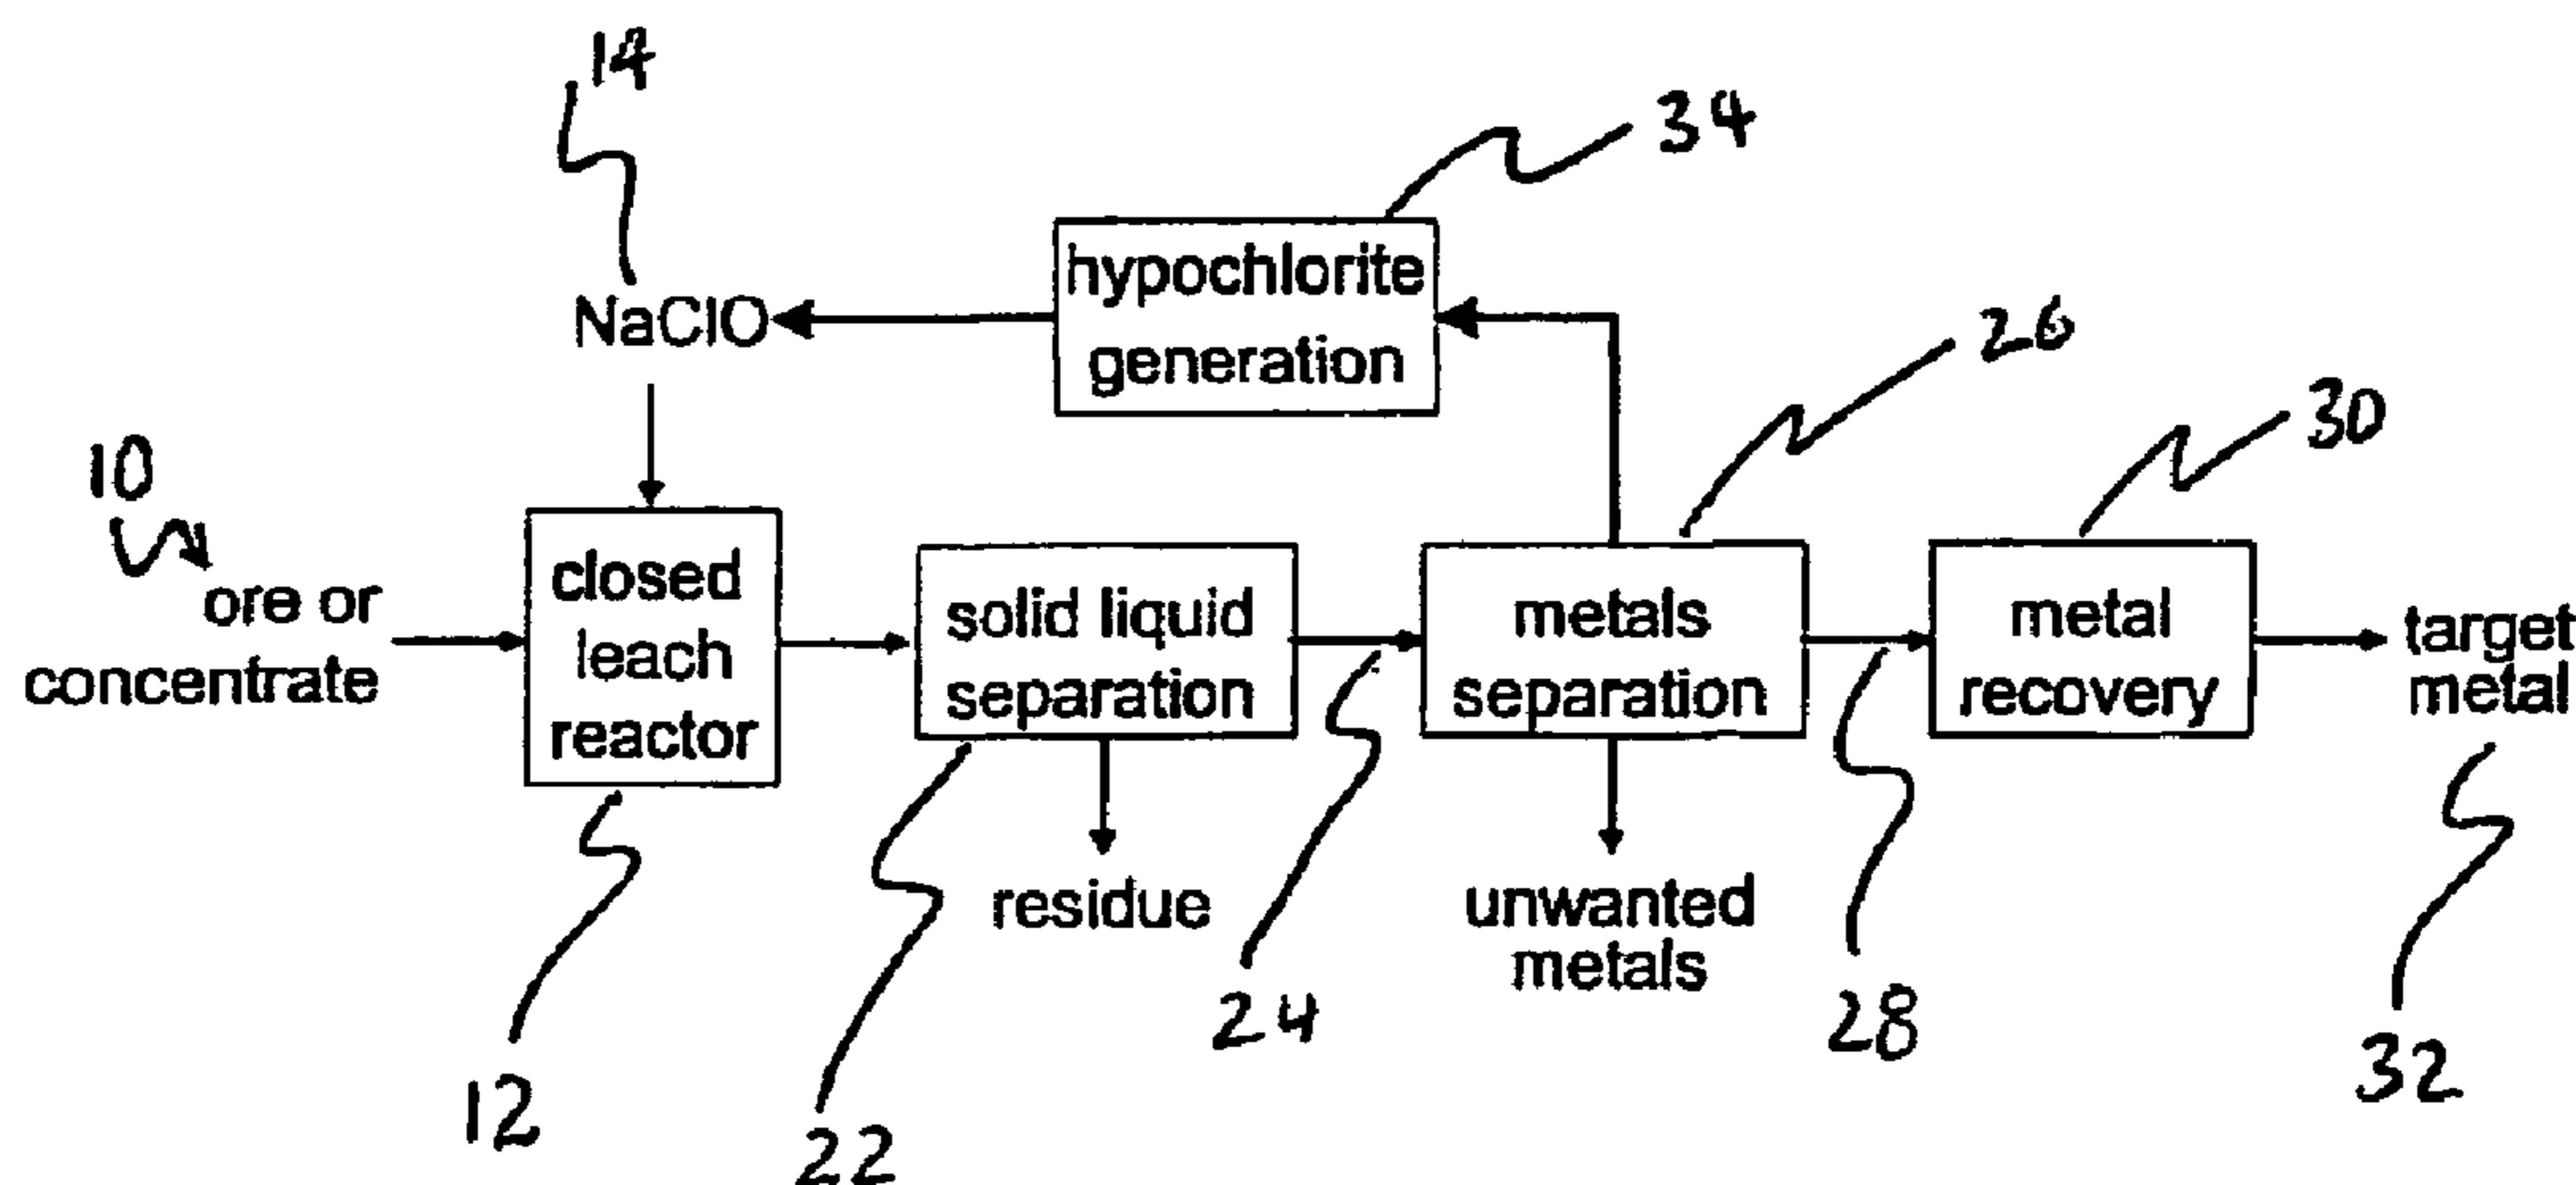 14
34
hypochlorite
generation
NaClO
26
30
10
ore or
concentrate
closed
leach
reactor
solid liquid
separation
metals
separation
metal
recovery
target
metal
residue
unwanted
metals
12
22
24
28
32